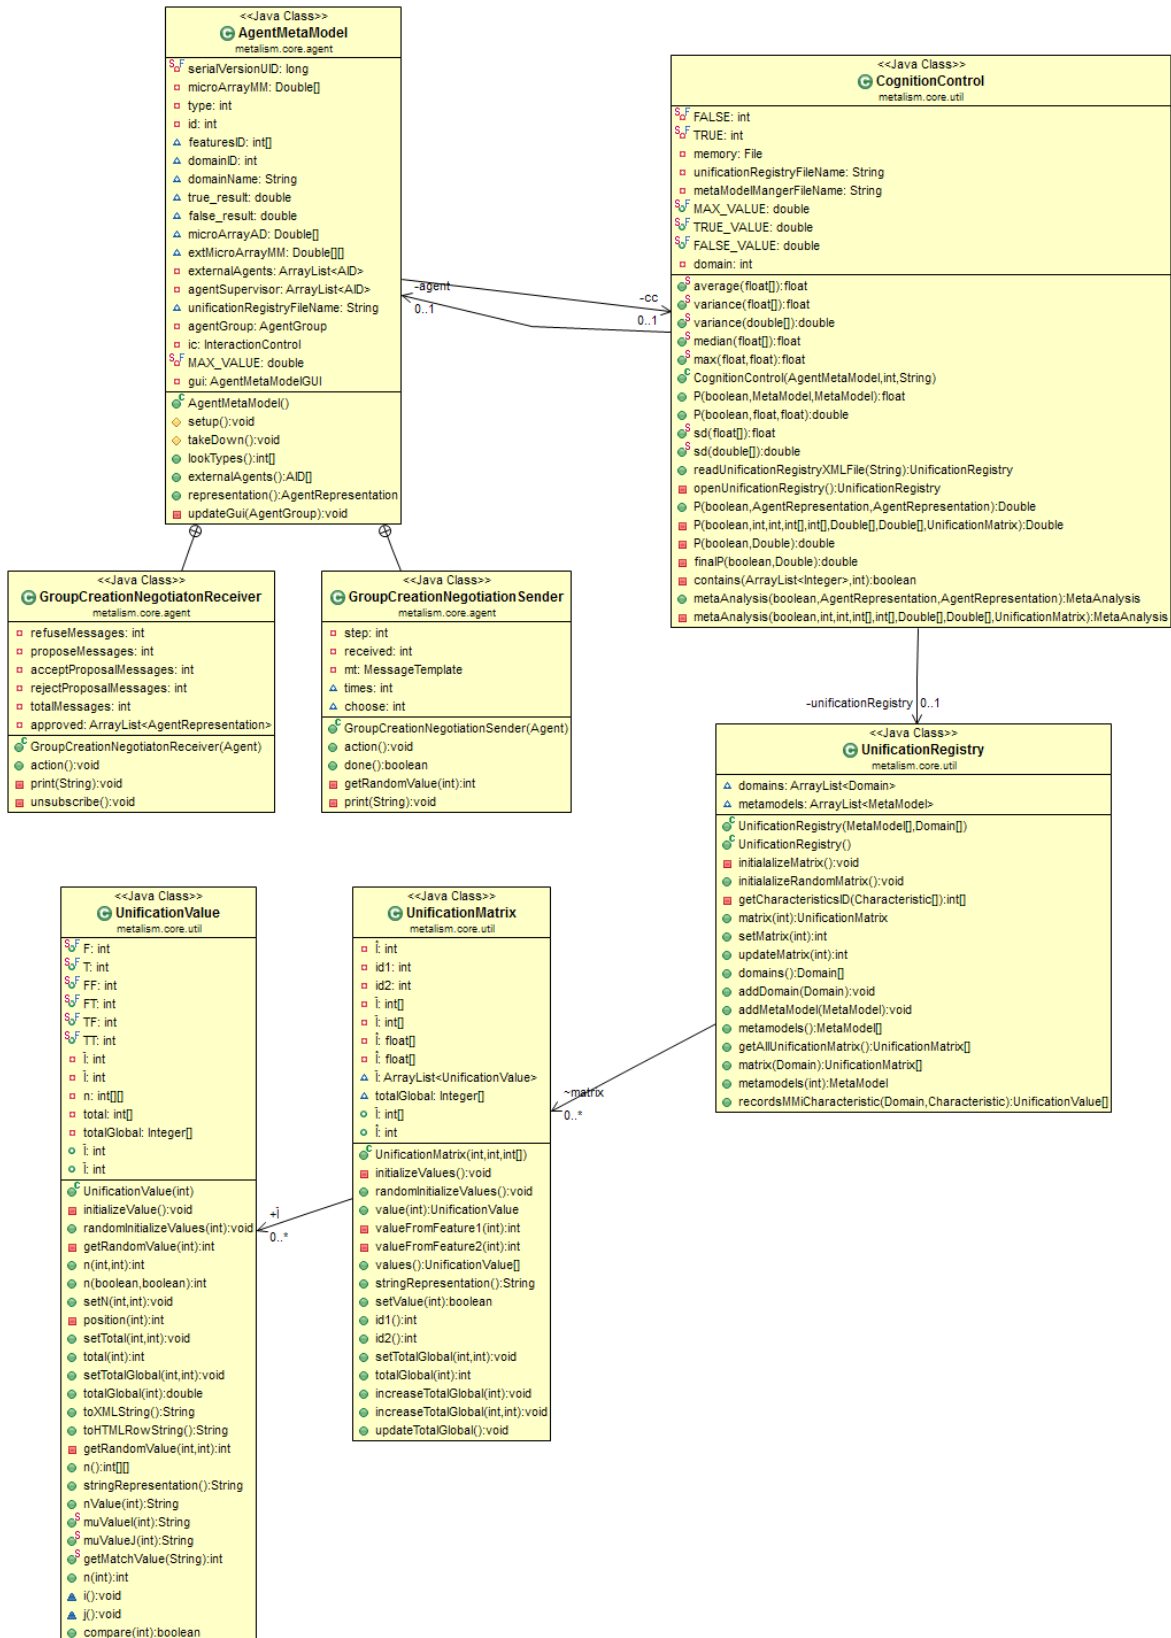 <<Java Class>>
AgentMetaModel
metalism.core.agent
serialVersionUID: long
microArrayMM: Double[]
type: int
id: int
featuresID: int[]
domainID: int
domainName: String
true_result: double
false_result: double
microArrayAD: Double[]
extMicroArrayMM: Double[][]
externalAgents: ArrayList<AID>
agentSupervisor: ArrayList<AID>
unificationRegistryFileName: String
agentGroup: AgentGroup
ic: InteractionControl
MAX_VALUE: double
gui: AgentMetaModelGUI
AgentMetaModel()
setup():void
takeDown():void
lookTypes():int[]
externalAgents():AID[]
representation():AgentRepresentation
updateGui(AgentGroup):void
<<Java Class>>
CognitionControl
metalism.core.util
FALSE: int
TRUE: int
memory: File
unificationRegistryFileName: String
metaModelMangerFileName: String
MAX_VALUE: double
TRUE_VALUE: double
FALSE_VALUE: double
domain: int
average(float[]):float
variance(float[]):float
variance(double[]):double
median(float[]):float
max(float,float):float
CognitionControl(AgentMetaModel,int,String)
P(boolean,MetaModel,MetaModel):float
P(boolean,float,float):double
sd(float[]):float
sd(double[]):double
readUnificationRegistryXMLFile(String):UnificationRegistry
openUnificationRegistry():UnificationRegistry
P(boolean,AgentRepresentation,AgentRepresentation):Double
P(boolean,int,int,int[],int[],Double[],Double[],UnificationMatrix):Double
P(boolean,Double):double
finalP(boolean,Double):double
contains(ArrayList<Integer>,int):boolean
metaAnalysis(boolean,AgentRepresentation,AgentRepresentation):MetaAnalysis
metaAnalysis(boolean,int,int,int[],int[],Double[],Double[],UnificationMatrix):MetaAnalysis
-agent
0..1
-cc
0..1
<<Java Class>>
GroupCreationNegotiatonReceiver
metalism.core.agent
refuseMessages: int
proposeMessages: int
acceptProposalMessages: int
rejectProposalMessages: int
totalMessages: int
approved: ArrayList<AgentRepresentation>
GroupCreationNegotiatonReceiver(Agent)
action():void
print(String):void
unsubscribe():void
<<Java Class>>
GroupCreationNegotiationSender
metalism.core.agent
step: int
received: int
mt: MessageTemplate
times: int
choose: int
GroupCreationNegotiationSender(Agent)
action():void
done():boolean
getRandomValue(int):int
print(String):void
-unificationRegistry
0..1
<<Java Class>>
UnificationRegistry
metalism.core.util
domains: ArrayList<Domain>
metamodels: ArrayList<MetaModel>
UnificationRegistry(MetaModel[],Domain[])
UnificationRegistry()
initialalizeMatrix():void
initialalizeRandomMatrix():void
getCharacteristicsID(Characteristic[]):int[]
matrix(int):UnificationMatrix
setMatrix(int):int
updateMatrix(int):int
domains():Domain[]
addDomain(Domain):void
addMetaModel(MetaModel):void
metamodels():MetaModel[]
getAllUnificationMatrix():UnificationMatrix[]
matrix(Domain):UnificationMatrix[]
metamodels(int):MetaModel
recordsMMiCharacteristic(Domain,Characteristic):UnificationValue[]
~matrix
0..*
<<Java Class>>
UnificationValue
metalism.core.util
F: int
T: int
FF: int
FT: int
TF: int
TT: int
: int
: int
n: int[][]
total: int[]
totalGlobal: Integer[]
: int
: int
UnificationValue(int)
initializeValue():void
randomInitializeValues(int):void
getRandomValue(int):int
n(int,int):int
n(boolean,boolean):int
setN(int,int):void
position(int):int
setTotal(int,int):void
total(int):int
setTotalGlobal(int,int):void
totalGlobal(int):double
toXMLString():String
toHTMLRowString():String
getRandomValue(int,int):int
n():int[][]
stringRepresentation():String
nValue(int):String
muValueI(int):String
muValueJ(int):String
getMatchValue(String):int
n(int):int
i():void
j():void
compare(int):boolean
<<Java Class>>
UnificationMatrix
metalism.core.util
: int
id1: int
id2: int
: int[]
: int[]
: float[]
: float[]
: ArrayList<UnificationValue>
totalGlobal: Integer[]
: int[]
: int
UnificationMatrix(int,int,int[])
initializeValues():void
randomInitializeValues():void
value(int):UnificationValue
valueFromFeature1(int):int
valueFromFeature2(int):int
values():UnificationValue[]
stringRepresentation():String
setValue(int):boolean
id1():int
id2():int
setTotalGlobal(int,int):void
totalGlobal(int):int
increaseTotalGlobal(int):void
increaseTotalGlobal(int,int):void
updateTotalGlobal():void
0..*